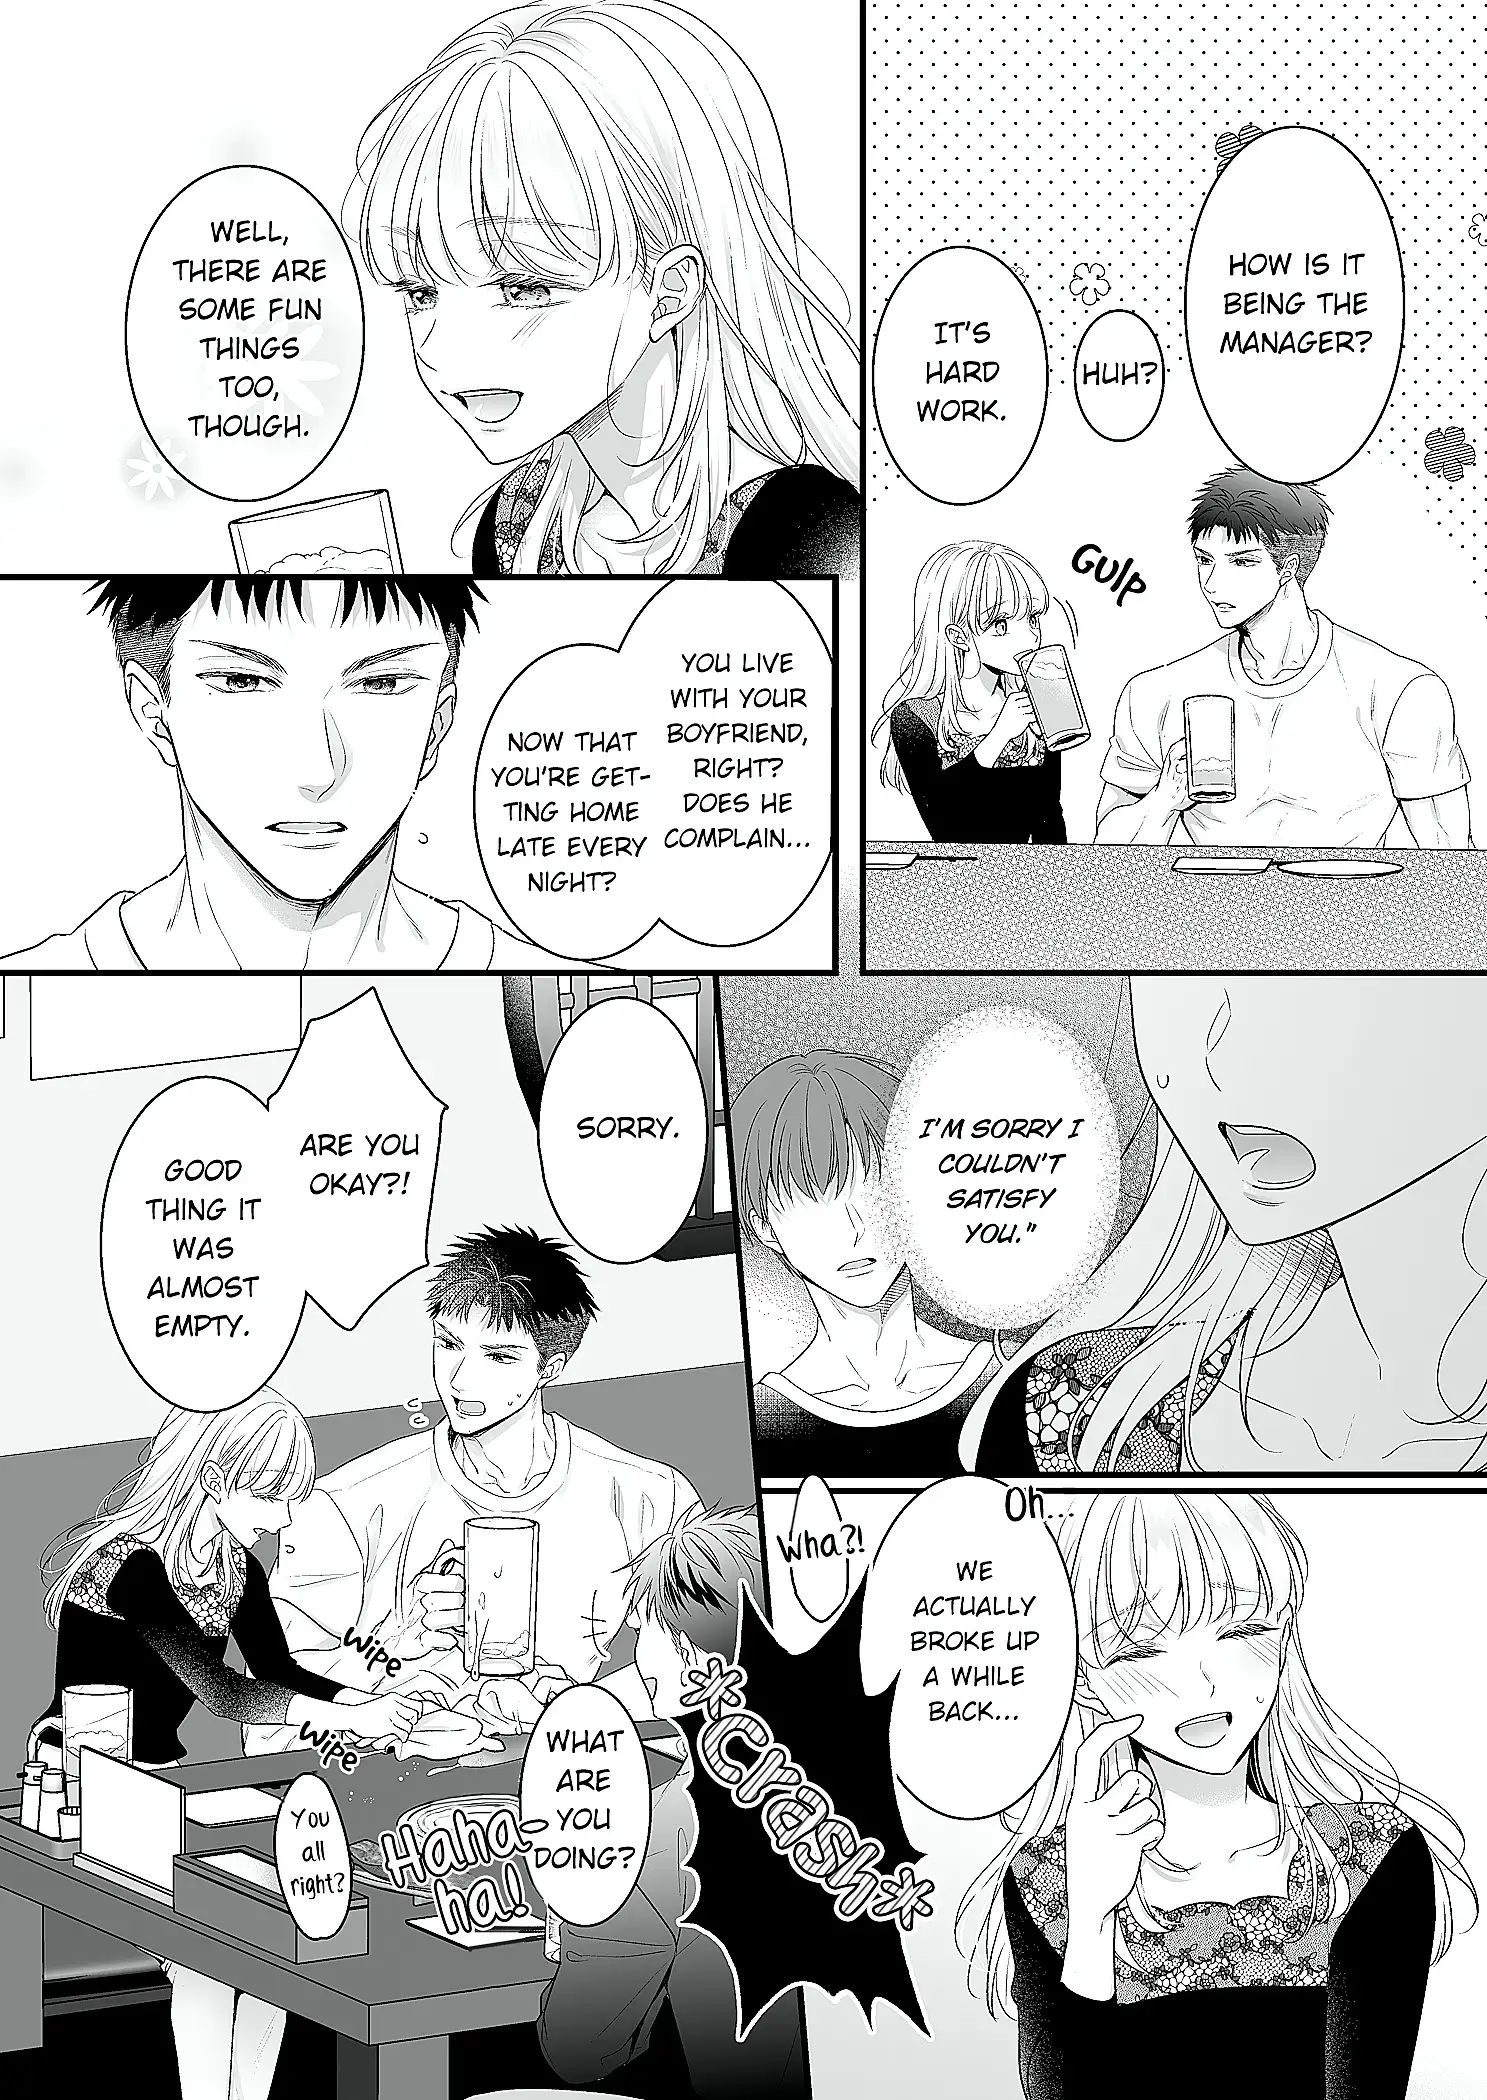 HOW IS IT
BEING THE
MANAGER?
HUH?
IT'S
HARD
WORK.
GULP
WELL,
THERE ARE
SOME FUN
THINGS
TOO,
THOUGH.
YOU LIVE
WITH YOUR
BOYFRIEND,
RIGHT?
DOES HE
COMPLAIN...
NOW THAT
YOU'RE GET-
TING HOME
LATE EVERY
NIGHT?
I'M SORRY I
COULDN'T
SATISFY
YOU."
Oh...
WE
ACTUALLY
BROKE UP
A WHILE
BACK...
Wha?!
*Crash*
SORRY.
ARE YOU
OKAY?!
GOOD
THING IT
WAS
ALMOST
EMPTY.
Wipe
Wipe
WHAT
ARE
YOU
DOING?
Haha-
ha!
You
all
right?